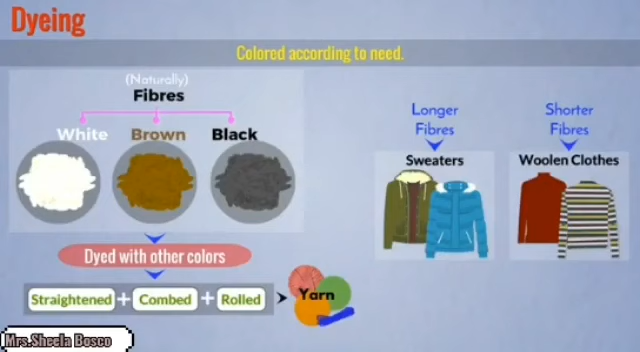 Dyeing
Colored according to need.
(Naturally)
Fibres
White Brown Black
Dyed with other colors
Straightened + Combed + Rolled
Yarn
Longer
Fibres
Sweaters
Shorter
Fibres
Woolen Clothes
Mrs.Sheela Bosco